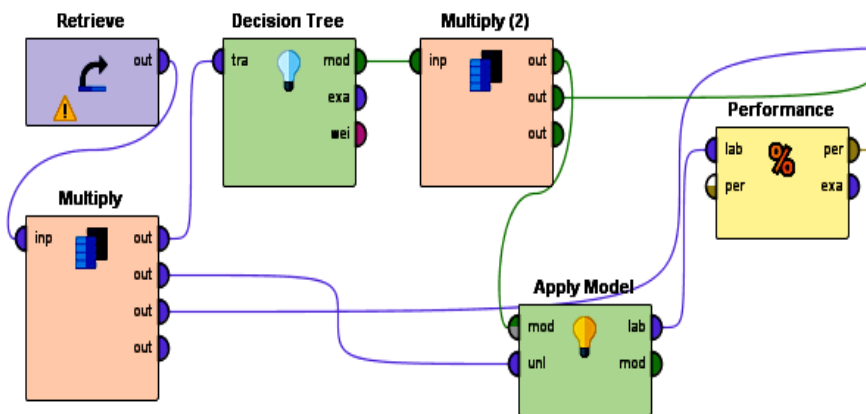 Retrieve
out
Decision Tree
tra
mod
exa
wei
Multiply (2)
inp
out
out
out
Performance
lab
per
%
per
exa
Multiply
inp
out
out
out
out
Apply Model
mod
lab
unl
mod